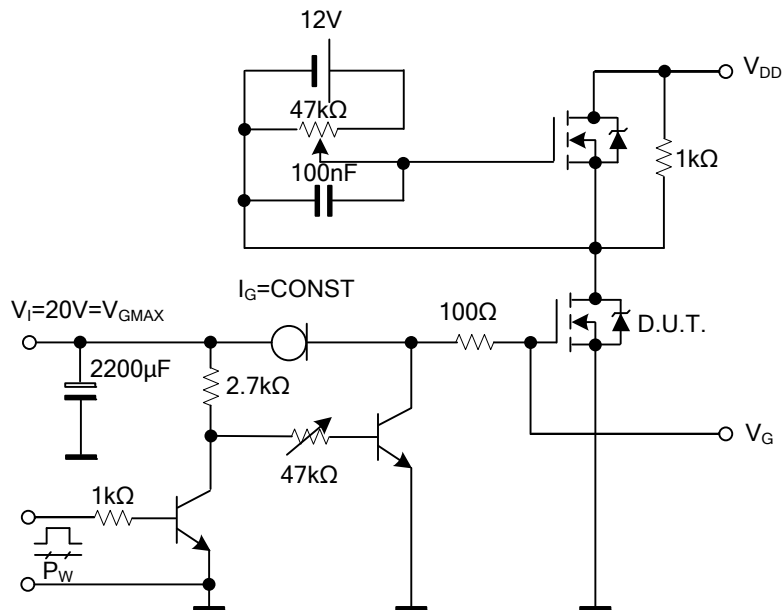 12V
V_DD
47kΩ
1kΩ
100nF
I_G=CONST
V_I=20V=V_GMAX
100Ω
D.U.T.
2200µF
2.7kΩ
V_G
47kΩ
1kΩ
P_W